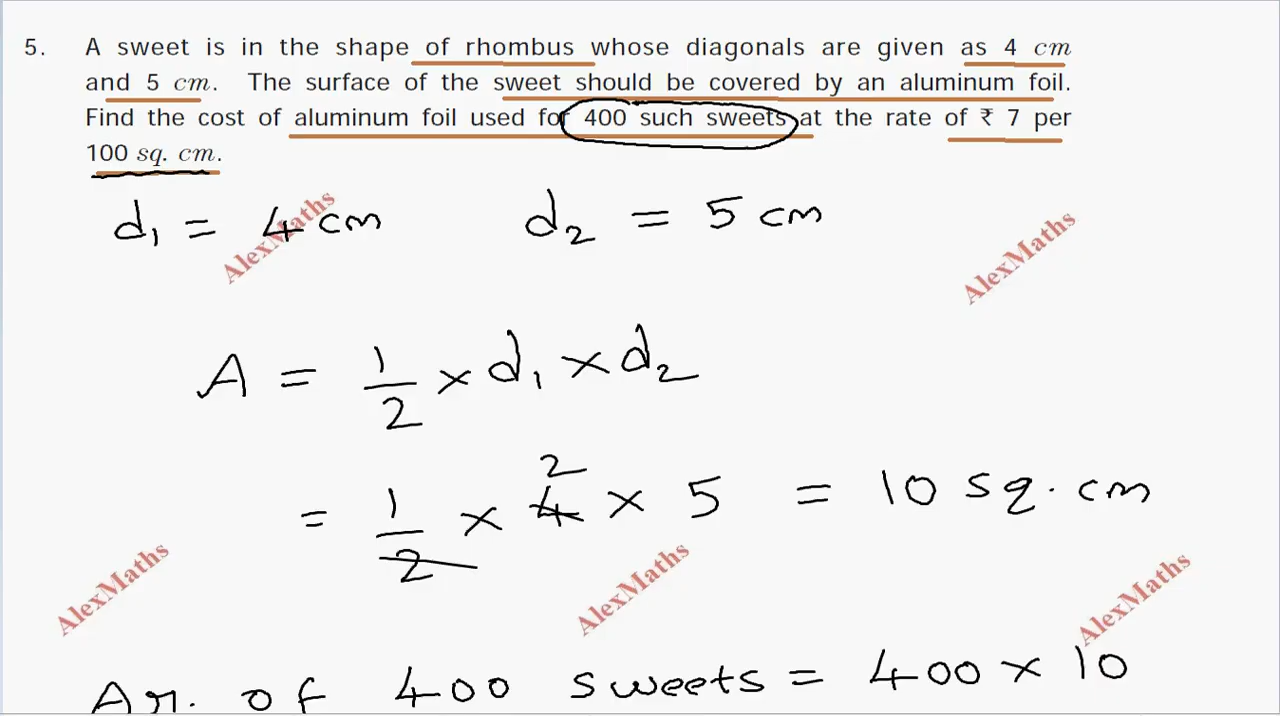 5. A sweet is in the shape of rhombus whose diagonals are given as 4 cm
and 5 cm. The surface of the sweet should be covered by an aluminum foil.
Find the cost of aluminum foil used for 400 such sweets at the rate of ₹ 7 per
100 sq. cm.
d₁ = 4 cm d₂ = 5 cm
AlexMaths
AlexMaths
A = 1/2 × d₁ × d₂
2
= 1/2 × 4 × 5 = 10 sq. cm
AlexMaths
AlexMaths
AlexMaths
Ar. of 400 sweets = 400 × 10